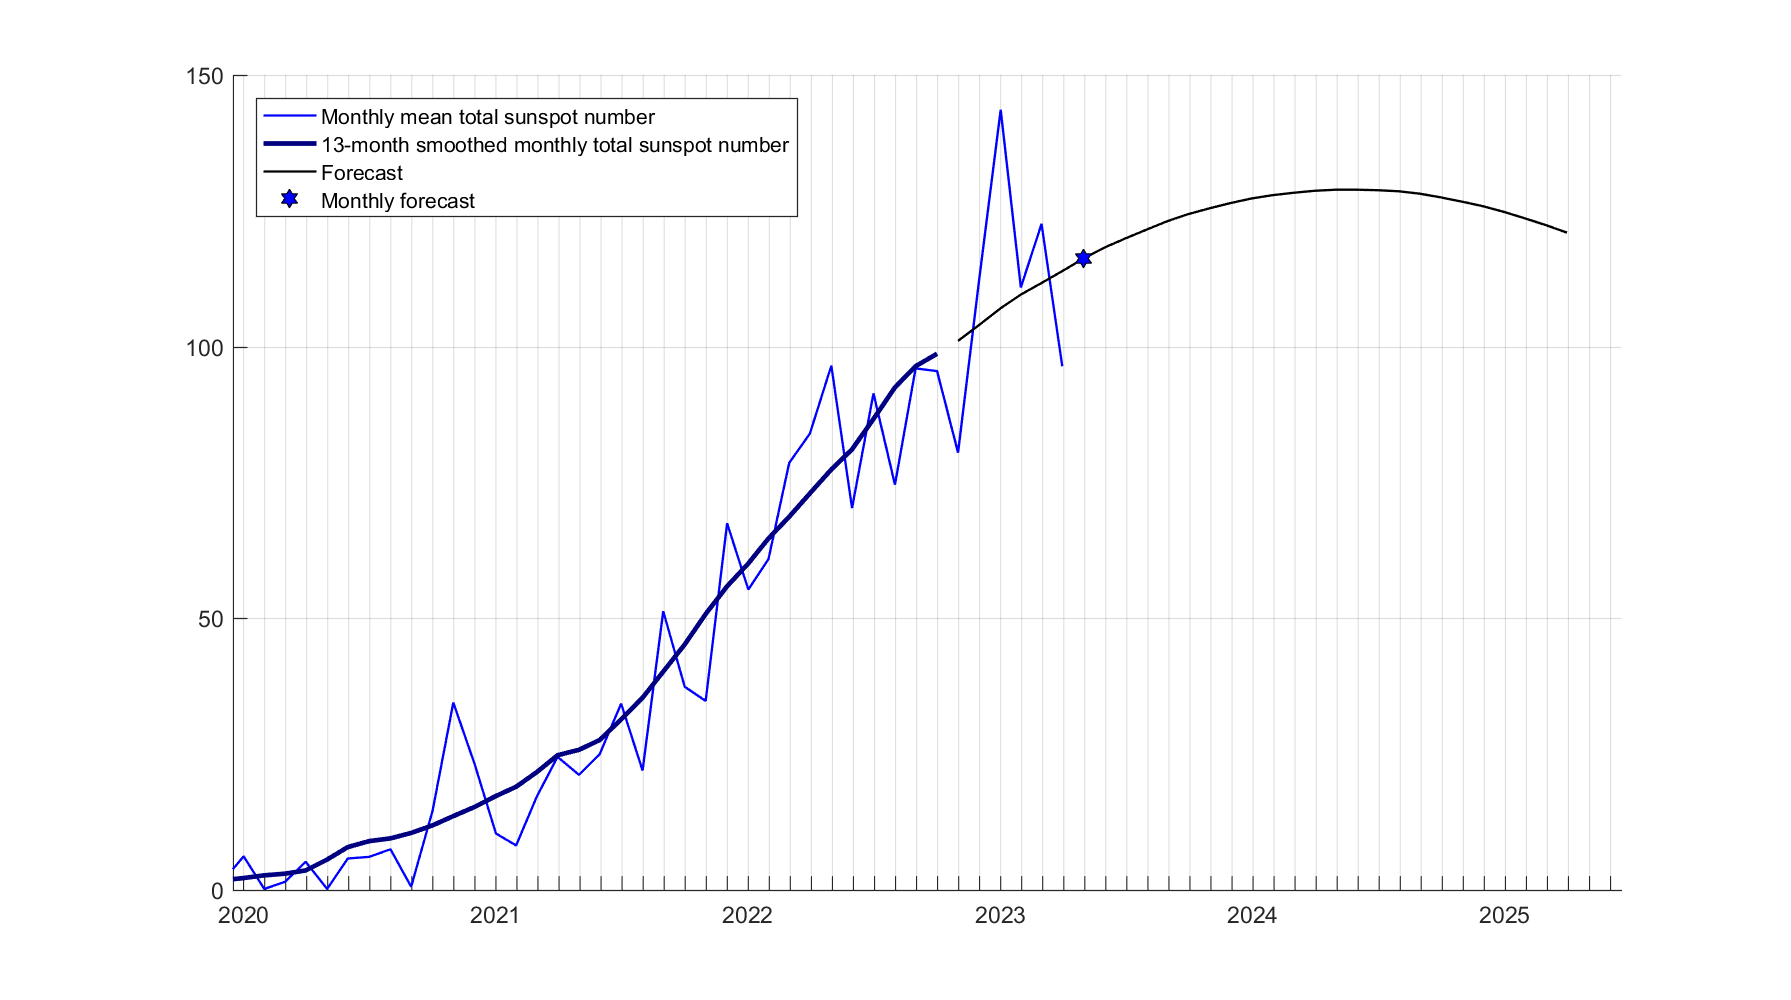 150
Monthly mean total sunspot number
13-month smoothed monthly total sunspot number
Forecast
Monthly forecast
100
50
0
2020 2021 2022 2023 2024 2025